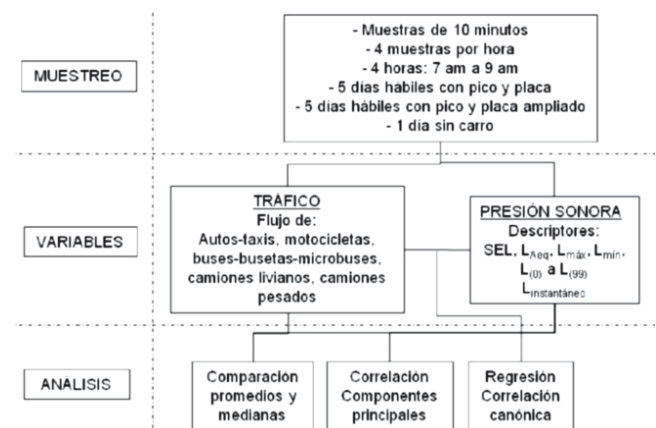 MUESTREO
- Muestras de 10 minutos
- 4 muestras por hora
- 4 horas: 7 am a 9 am
- 5 días hábiles con pico y placa
- 5 días hábiles con pico y placa ampliado
- 1 día sin carro
VARIABLES
TRÁFICO
Flujo de:
Autos-taxis, motocicletas,
buses-busetas-microbuses,
camiones livianos, camiones
pesados
PRESIÓN SONORA
Descriptores:
SEL, LAeq, Lmáx, Lmín,
L(0) a L(99)
Linstantáneo
ANÁLISIS
Comparación
promedios y
medianas
Correlación
Componentes
principales
Regresión
Correlación
canónica